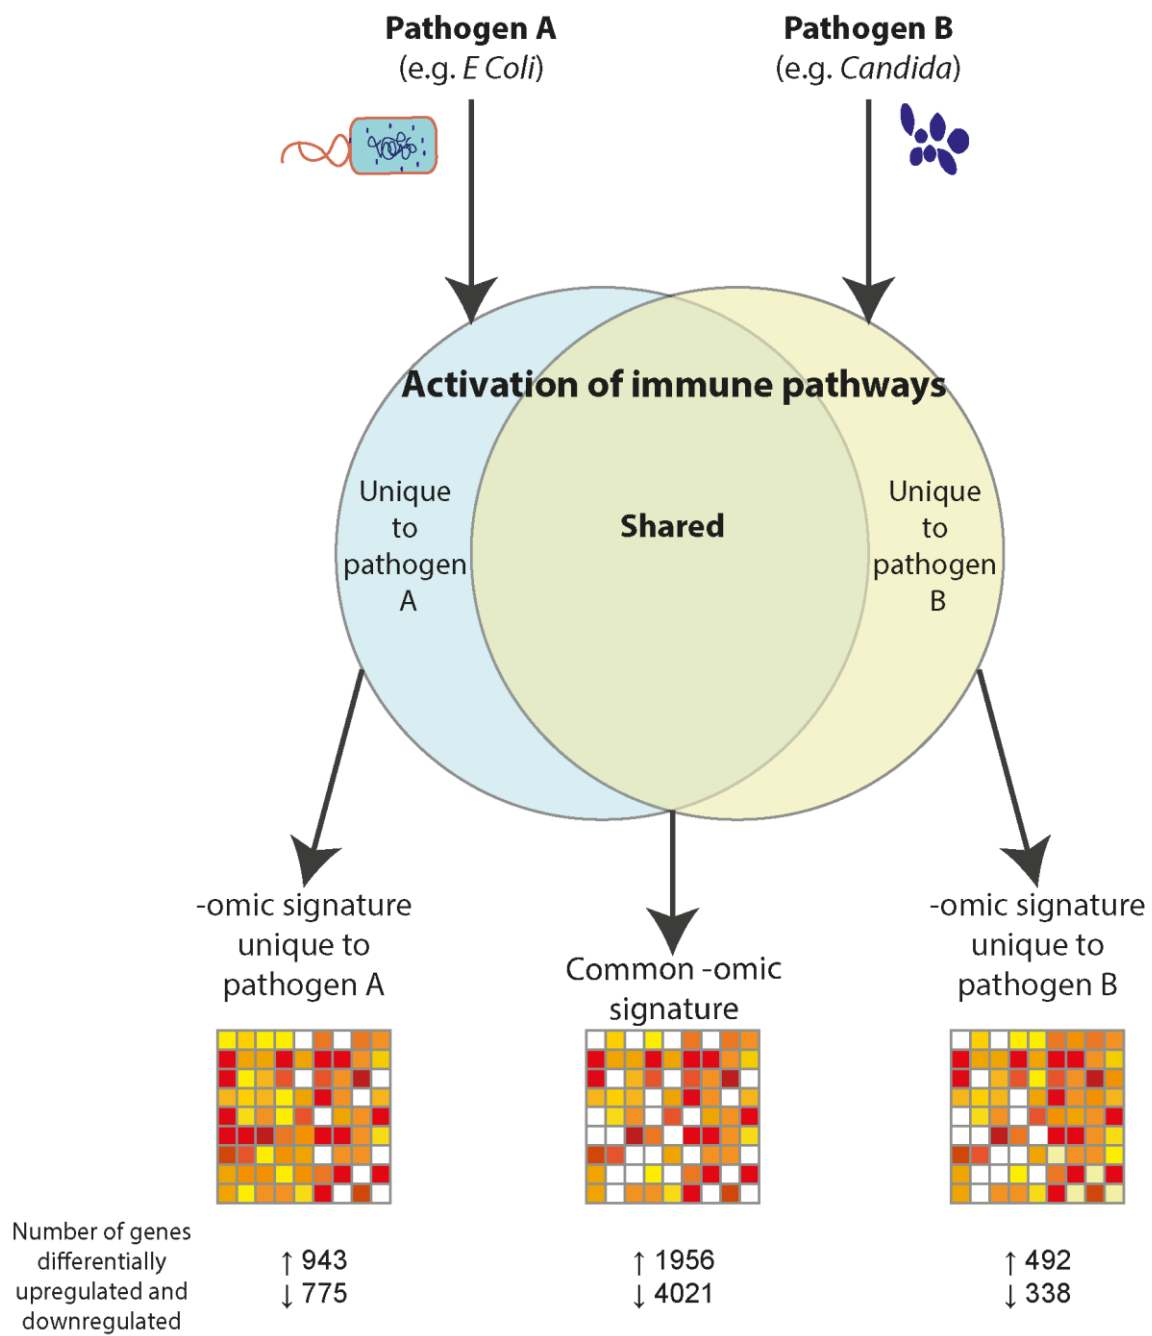 Pathogen A
(e.g. E Coli)
Pathogen B
(e.g. Candida)
Activation of immune pathways
Unique
to
pathogen
A
Shared
Unique
to
pathogen
B
-omic signature
unique to
pathogen A
Common -omic
signature
-omic signature
unique to
pathogen B
Number of genes
differentially
upregulated and
downregulated
↑ 943
↓ 775
↑ 1956
↓ 4021
↑ 492
↓ 338